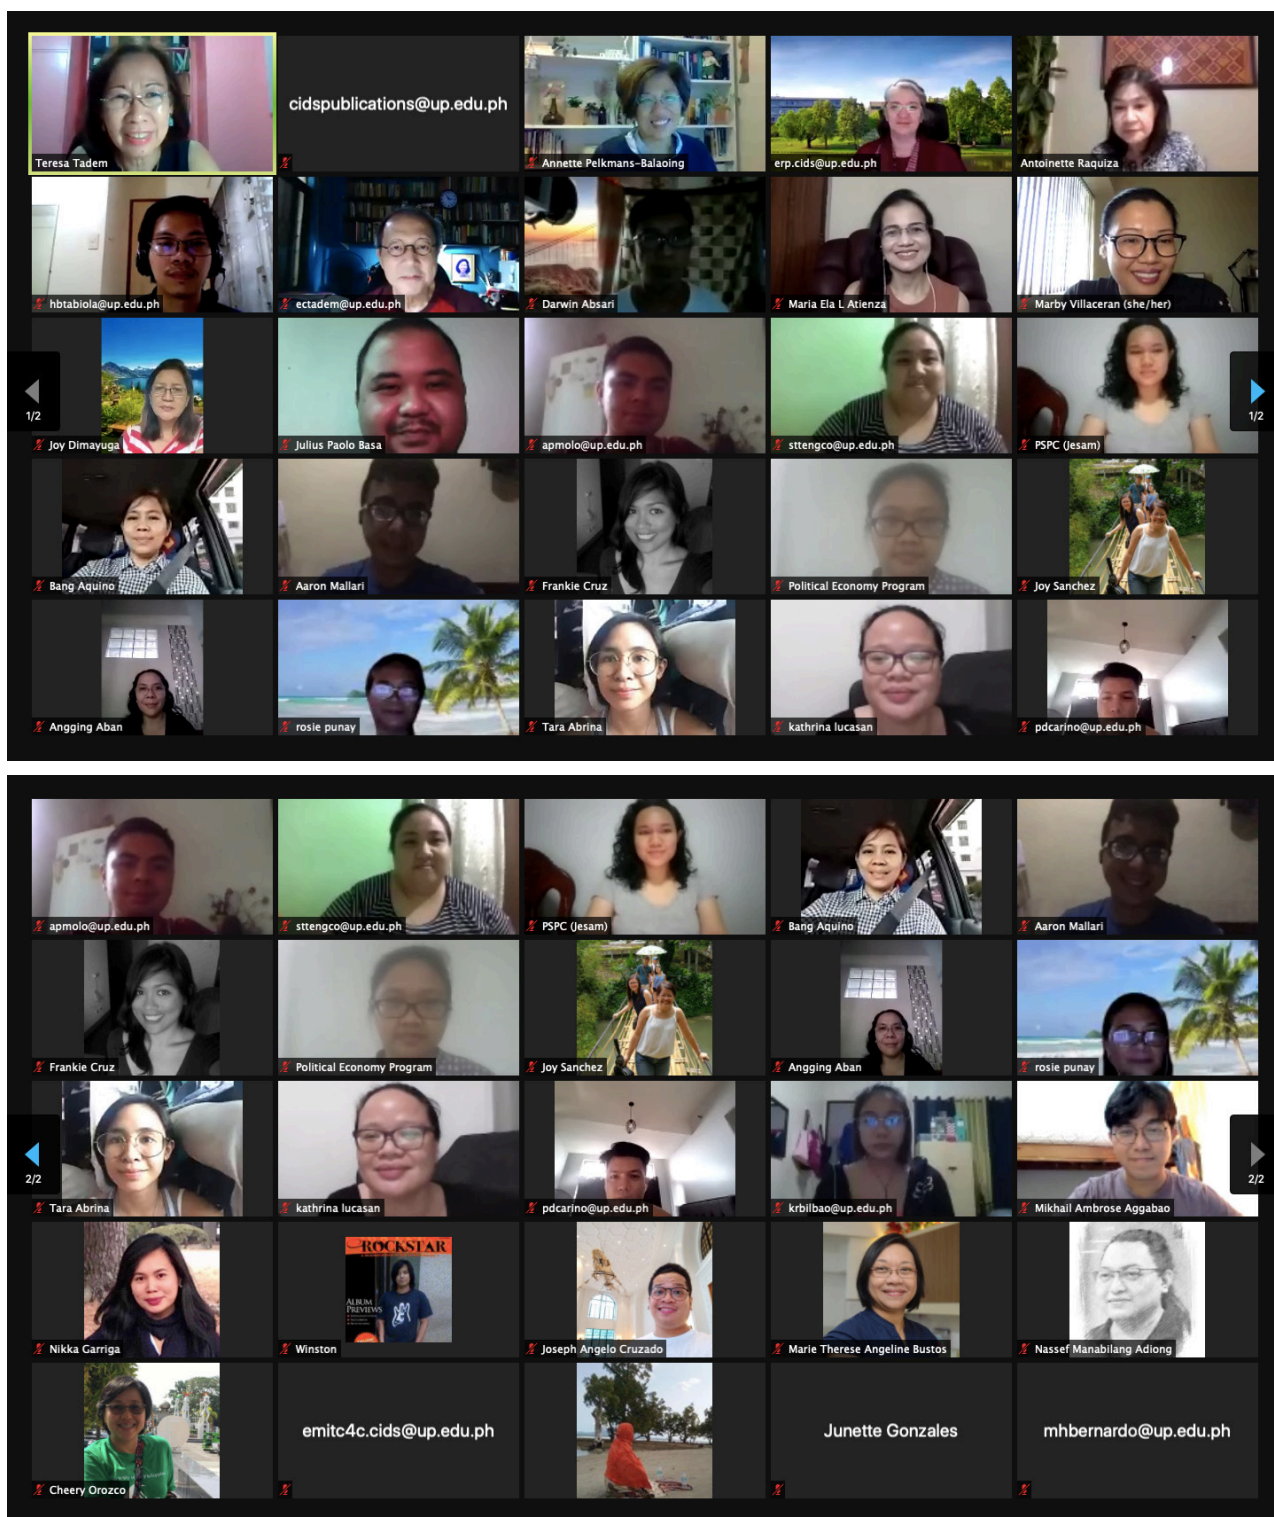 Teresa Tadem
cidspublications@up.edu.ph
Annette Pelkmans-Balaoing
erp.cids@up.edu.ph
Antoinette Raquiza
hbtabiola@up.edu.ph
ectadem@up.edu.ph
Darwin Absari
Maria Ela L Atienza
Marby Villaceran (she/her)
1/2
1/2
Joy Dimayuga
Julius Paolo Basa
apmolo@up.edu.ph
sttengco@up.edu.ph
PSPC (Jesam)
Bang Aquino
Aaron Mallari
Frankie Cruz
Political Economy Program
Joy Sanchez
Angging Aban
rosie punay
Tara Abrina
kathrina lucasan
pdcarino@up.edu.ph
apmolo@up.edu.ph
sttengco@up.edu.ph
PSPC (Jesam)
Bang Aquino
Aaron Mallari
Frankie Cruz
Political Economy Program
Joy Sanchez
Angging Aban
rosie punay
2/2
2/2
Tara Abrina
kathrina lucasan
pdcarino@up.edu.ph
krbilbao@up.edu.ph
Mikhail Ambrose Aggabao
ROCKSTAR
ALBUM
PREVIEWS
Nikka Garriga
Winston
Joseph Angelo Cruzado
Marie Therese Angeline Bustos
Nassef Manabilang Adiong
emitc4c.cids@up.edu.ph
Junette Gonzales
mhbernardo@up.edu.ph
Cheery Orozco